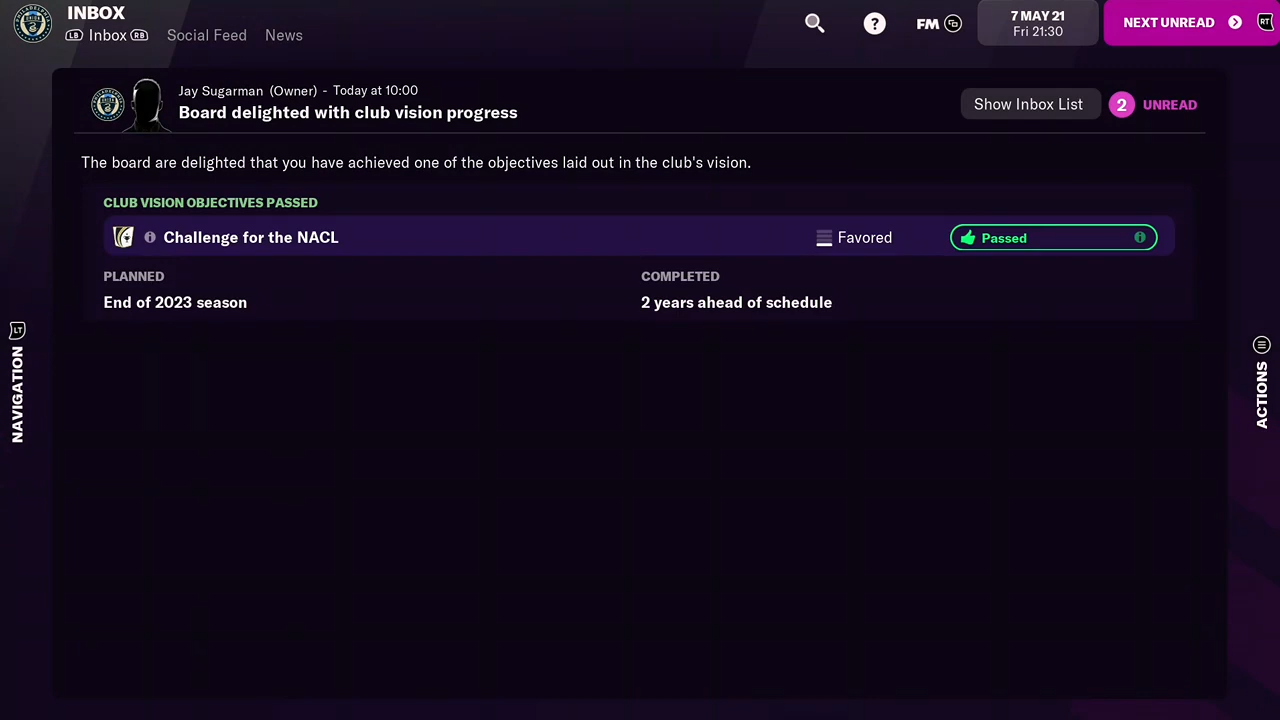 INBOX
LB Inbox RB Social Feed News
? FM 7 MAY 21
Fri 21:30
NEXT UNREAD RT
PHILADELPHIA UNION
Jay Sugarman (Owner) - Today at 10:00
Board delighted with club vision progress
Show Inbox List 2 UNREAD
The board are delighted that you have achieved one of the objectives laid out in the club's vision.
CLUB VISION OBJECTIVES PASSED
Challenge for the NACL Favored Passed
PLANNED COMPLETED
End of 2023 season 2 years ahead of schedule
LT
NAVIGATION
ACTIONS